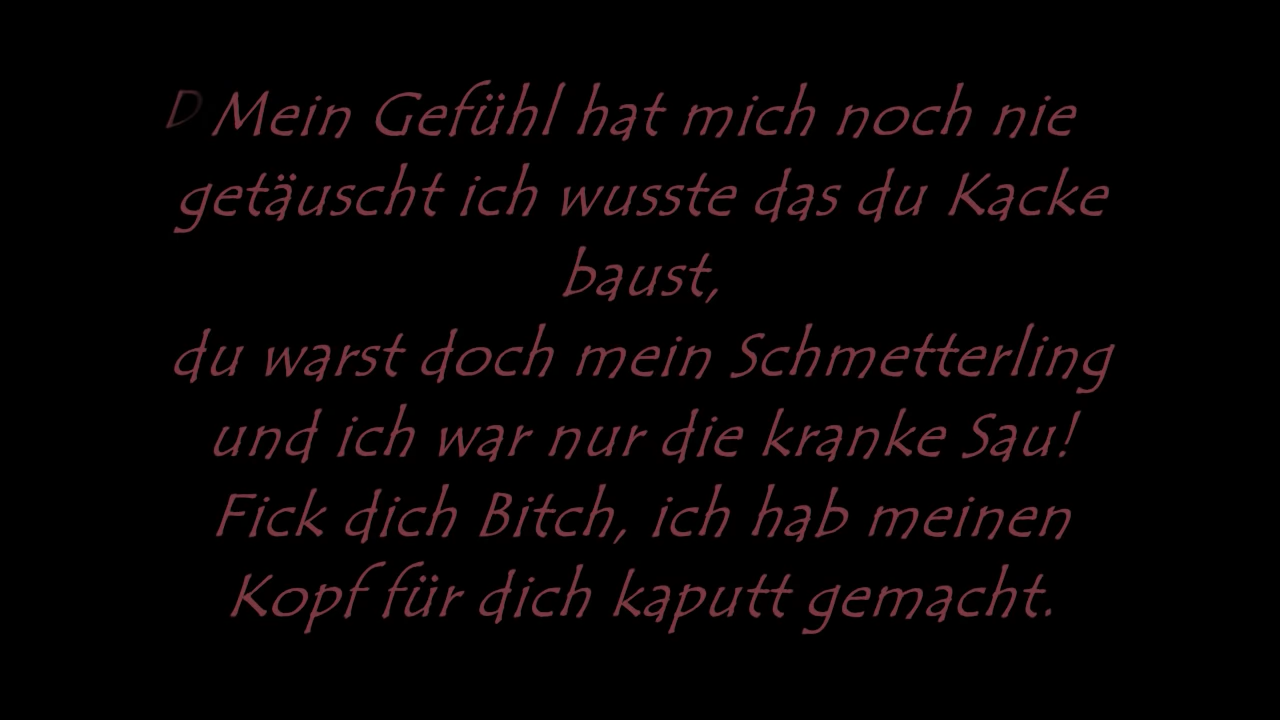 D Mein Gefühl hat mich noch nie
getäuscht ich wusste das du Kacke
baust,
du warst doch mein Schmetterling
und ich war nur die kranke Sau!
Fick dich Bitch, ich hab meinen
Kopf für dich kaputt gemacht.